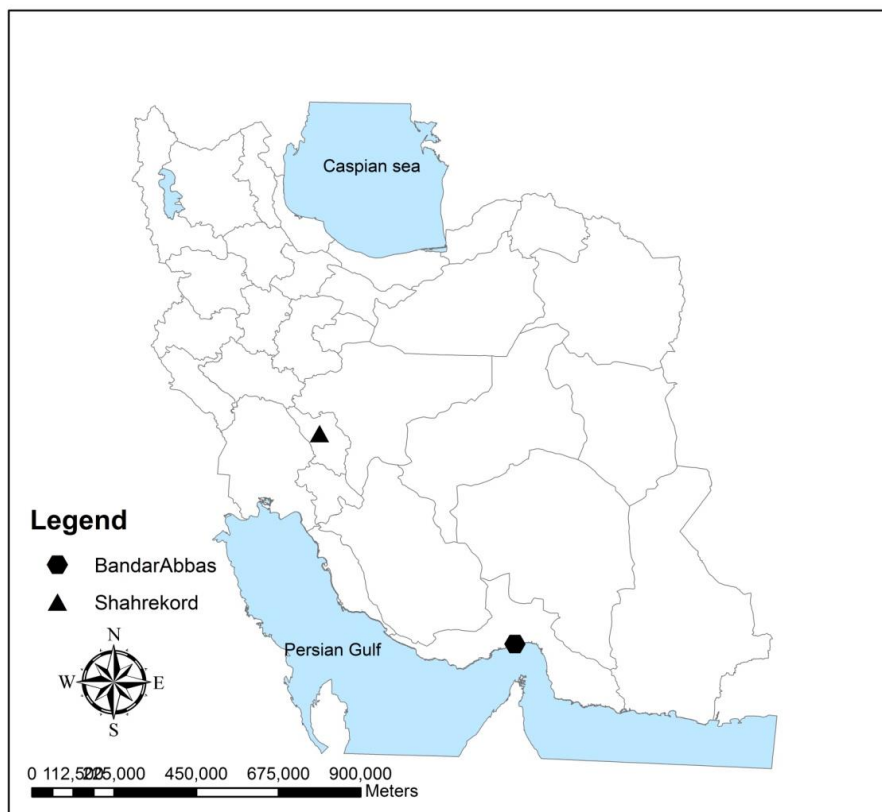 Caspian sea
Legend
BandarAbbas
Shahrekord
Persian Gulf
N
W E
S
0 112,500 225,000 450,000 675,000 900,000
Meters